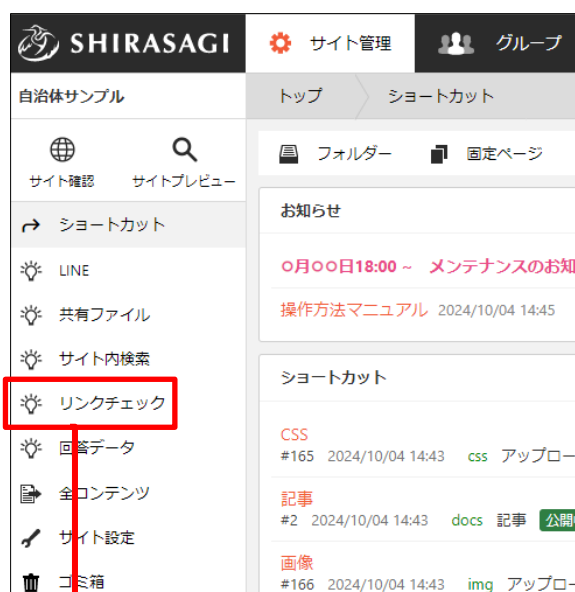 SHIRASAGI
サイト管理
グループ
自治体サンプル
トップ
ショートカット
サイト確認
サイトプレビュー
フォルダー
固定ページ
ショートカット
LINE
共有ファイル
サイト内検索
リンクチェック
回答データ
全コンテンツ
サイト設定
ゴミ箱
お知らせ
○月○○日18:00 ~ メンテナンスのお知
操作方法マニュアル 2024/10/04 14:45
ショートカット
CSS
#165 2024/10/04 14:43 css アップロー
記事
#2 2024/10/04 14:43 docs 記事 公開
画像
#166 2024/10/04 14:43 img アップロー